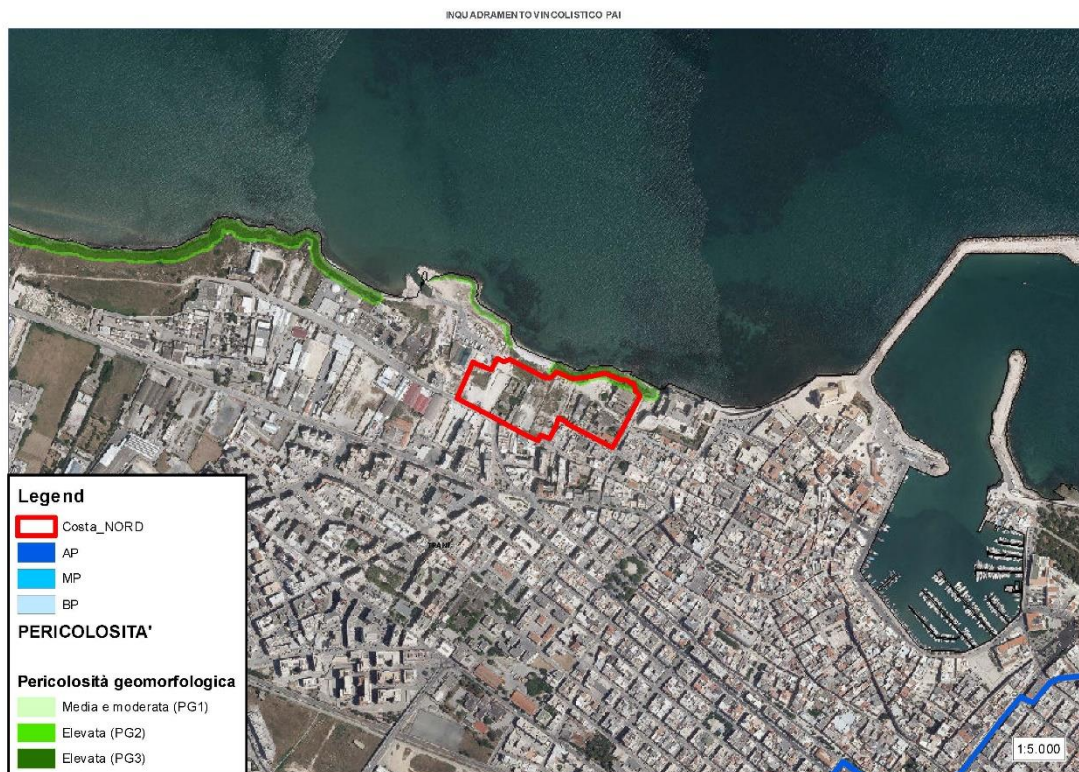 INQUADRAMENTO VINCOLISTICO PAI
TRANI
Legend
Costa_NORD
AP
MP
BP
PERICOLOSITA'
Pericolosità geomorfologica
Media e moderata (PG1)
Elevata (PG2)
Elevata (PG3)
1:5.000